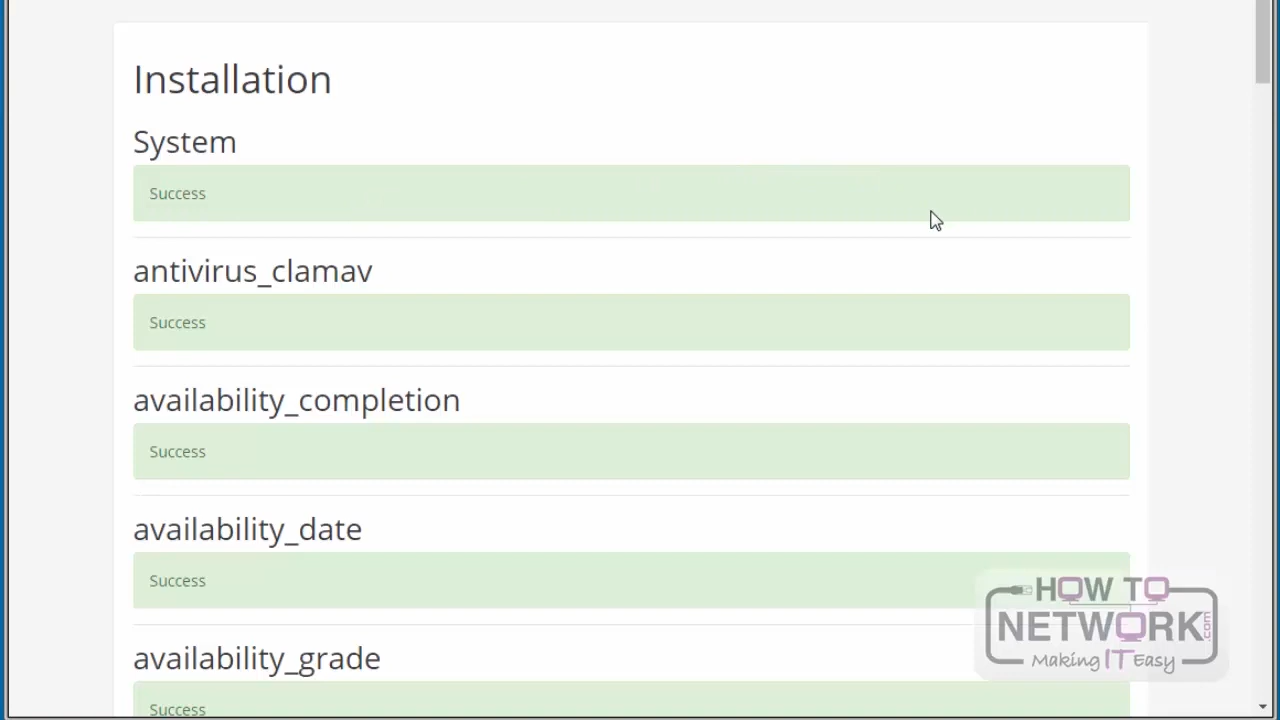 Installation
System
Success
antivirus_clamav
Success
availability_completion
Success
availability_date
Success
availability_grade
Success
HOW TO
NETWORK.com
Making IT Easy